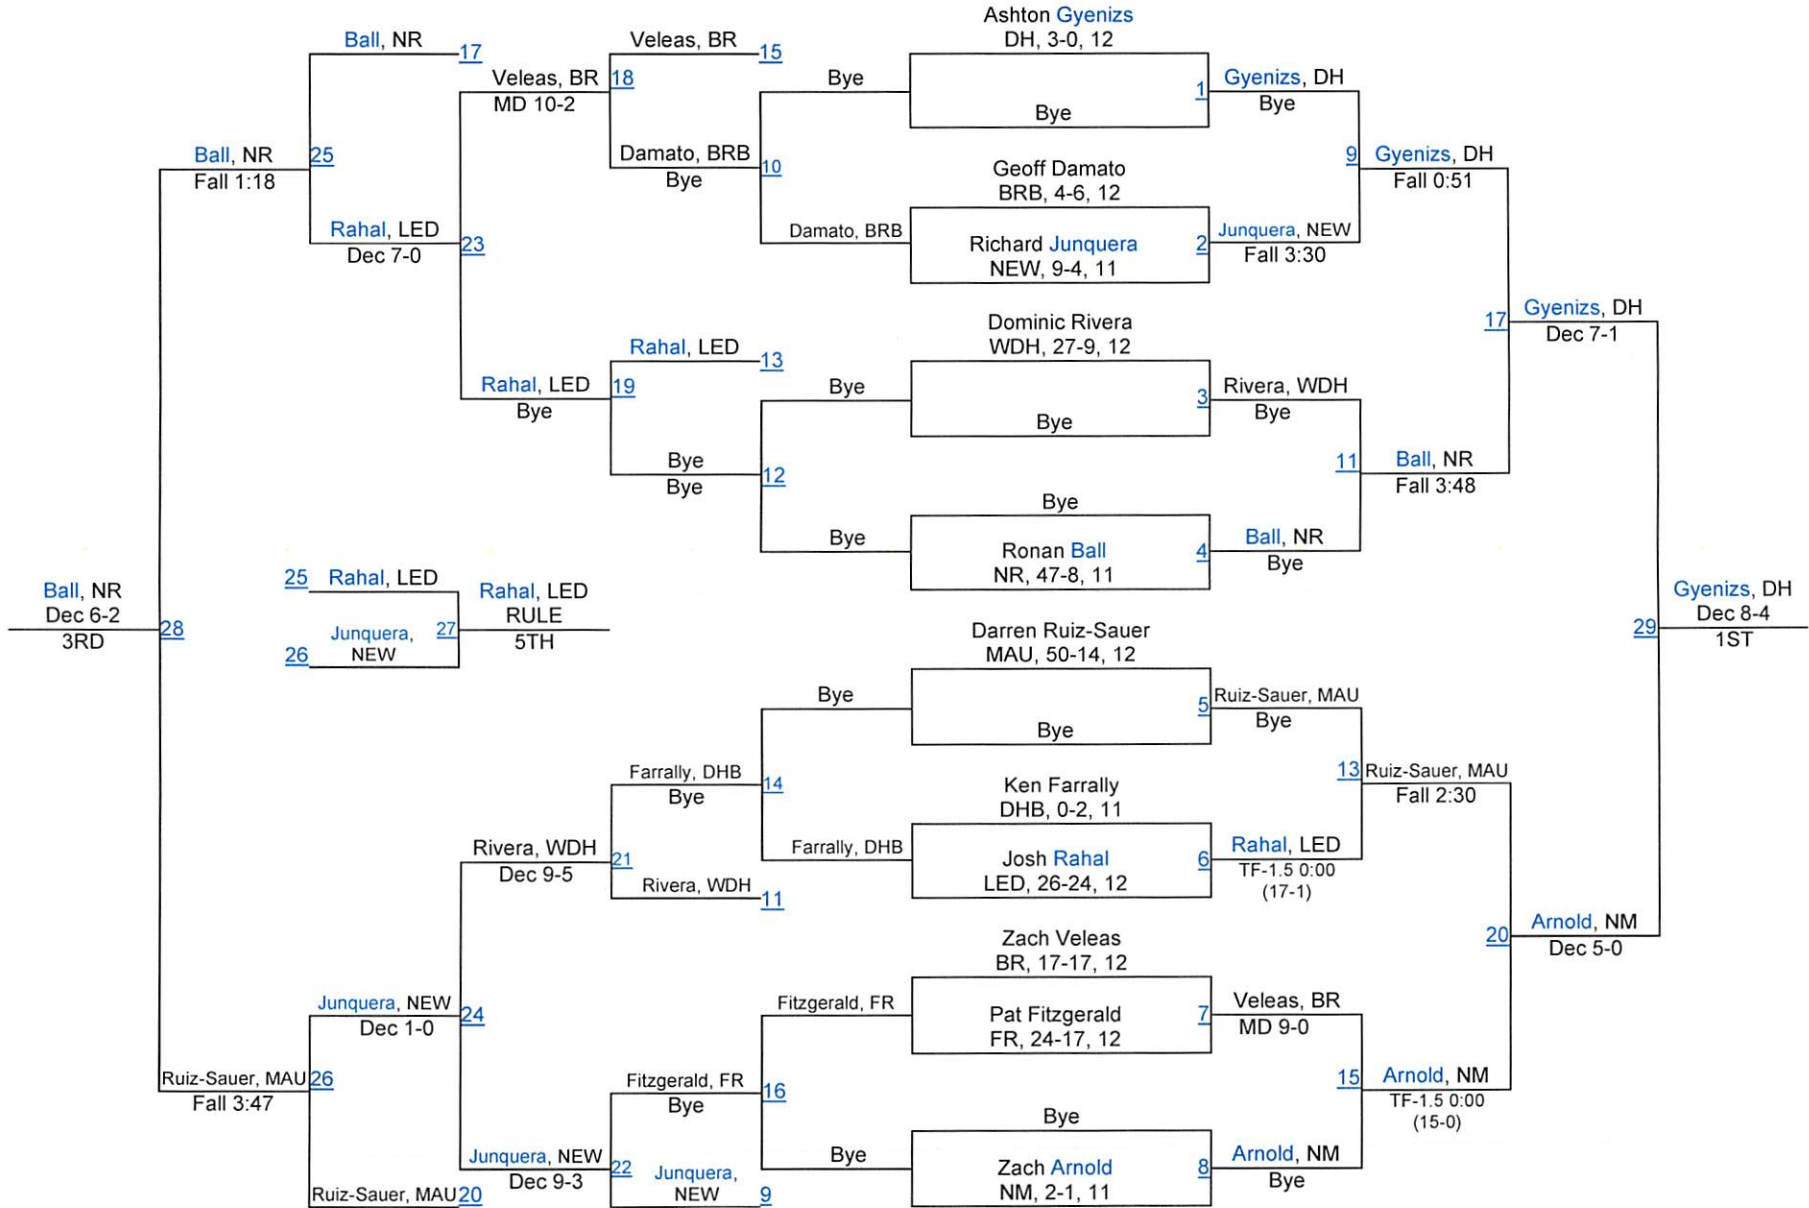 Ashton Gyenizs
DH, 3-0, 12
Bye
1
Geoff Damato
BRB, 4-6, 12
Richard Junquera
NEW, 9-4, 11
2
Dominic Rivera
WDH, 27-9, 12
Bye
3
Bye
Ronan Ball
NR, 47-8, 11
4
Darren Ruiz-Sauer
MAU, 50-14, 12
Bye
5
Ken Farrally
DHB, 0-2, 11
Josh Rahal
LED, 26-24, 12
6
Zach Veleas
BR, 17-17, 12
Pat Fitzgerald
FR, 24-17, 12
7
Bye
Zach Arnold
NM, 2-1, 11
8
Gyenizs, DH
Bye
9
Junquera, NEW
Fall 3:30
Rivera, WDH
Bye
11
Ball, NR
Bye
Ruiz-Sauer, MAU
Bye
13
Rahal, LED
TF-1.5 0:00
(17-1)
Veleas, BR
MD 9-0
15
Arnold, NM
Bye
Gyenizs, DH
Fall 0:51
17
Ball, NR
Fall 3:48
Ruiz-Sauer, MAU
Fall 2:30
20
Arnold, NM
TF-1.5 0:00
(15-0)
Gyenizs, DH
Dec 7-1
29
Arnold, NM
Dec 5-0
Gyenizs, DH
Dec 8-4
1ST
Bye
10
Damato, BRB
Bye
12
Bye
Bye
14
Farrally, DHB
Fitzgerald, FR
16
Bye
Veleas, BR
15
18
Damato, BRB
Bye
Rahal, LED
13
19
Bye
Bye
Farrally, DHB
Bye
21
Rivera, WDH
11
Fitzgerald, FR
Bye
22
Junquera,
NEW
9
Veleas, BR
MD 10-2
23
Rahal, LED
Bye
Rivera, WDH
Dec 9-5
24
Junquera, NEW
Dec 9-3
Ball, NR
17
25
Rahal, LED
Dec 7-0
Junquera, NEW
Dec 1-0
26
Ruiz-Sauer, MAU
20
Ball, NR
Fall 1:18
28
Ruiz-Sauer, MAU
Fall 3:47
Ball, NR
Dec 6-2
3RD
25
Rahal, LED
26
Junquera,
NEW
27
Rahal, LED
RULE
5TH